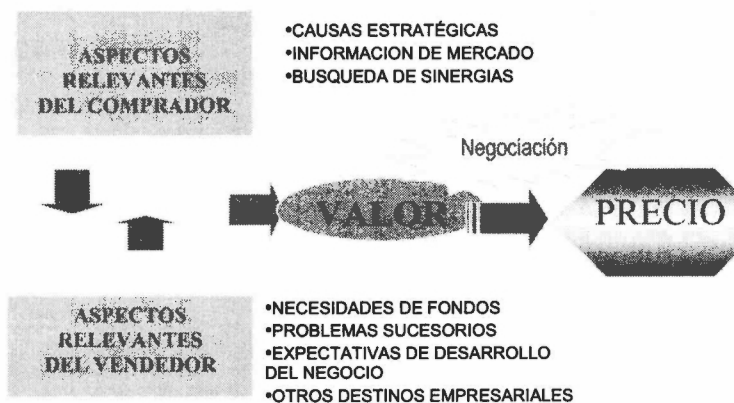 ASPECTOS
RELEVANTES
DEL COMPRADOR
•CAUSAS ESTRATÉGICAS
•INFORMACION DE MERCADO
•BUSQUEDA DE SINERGIAS
Negociación
VALOR
PRECIO
ASPECTOS
RELEVANTES
DEL VENDEDOR
•NECESIDADES DE FONDOS
•PROBLEMAS SUCESORIOS
•EXPECTATIVAS DE DESARROLLO
DEL NEGOCIO
•OTROS DESTINOS EMPRESARIALES